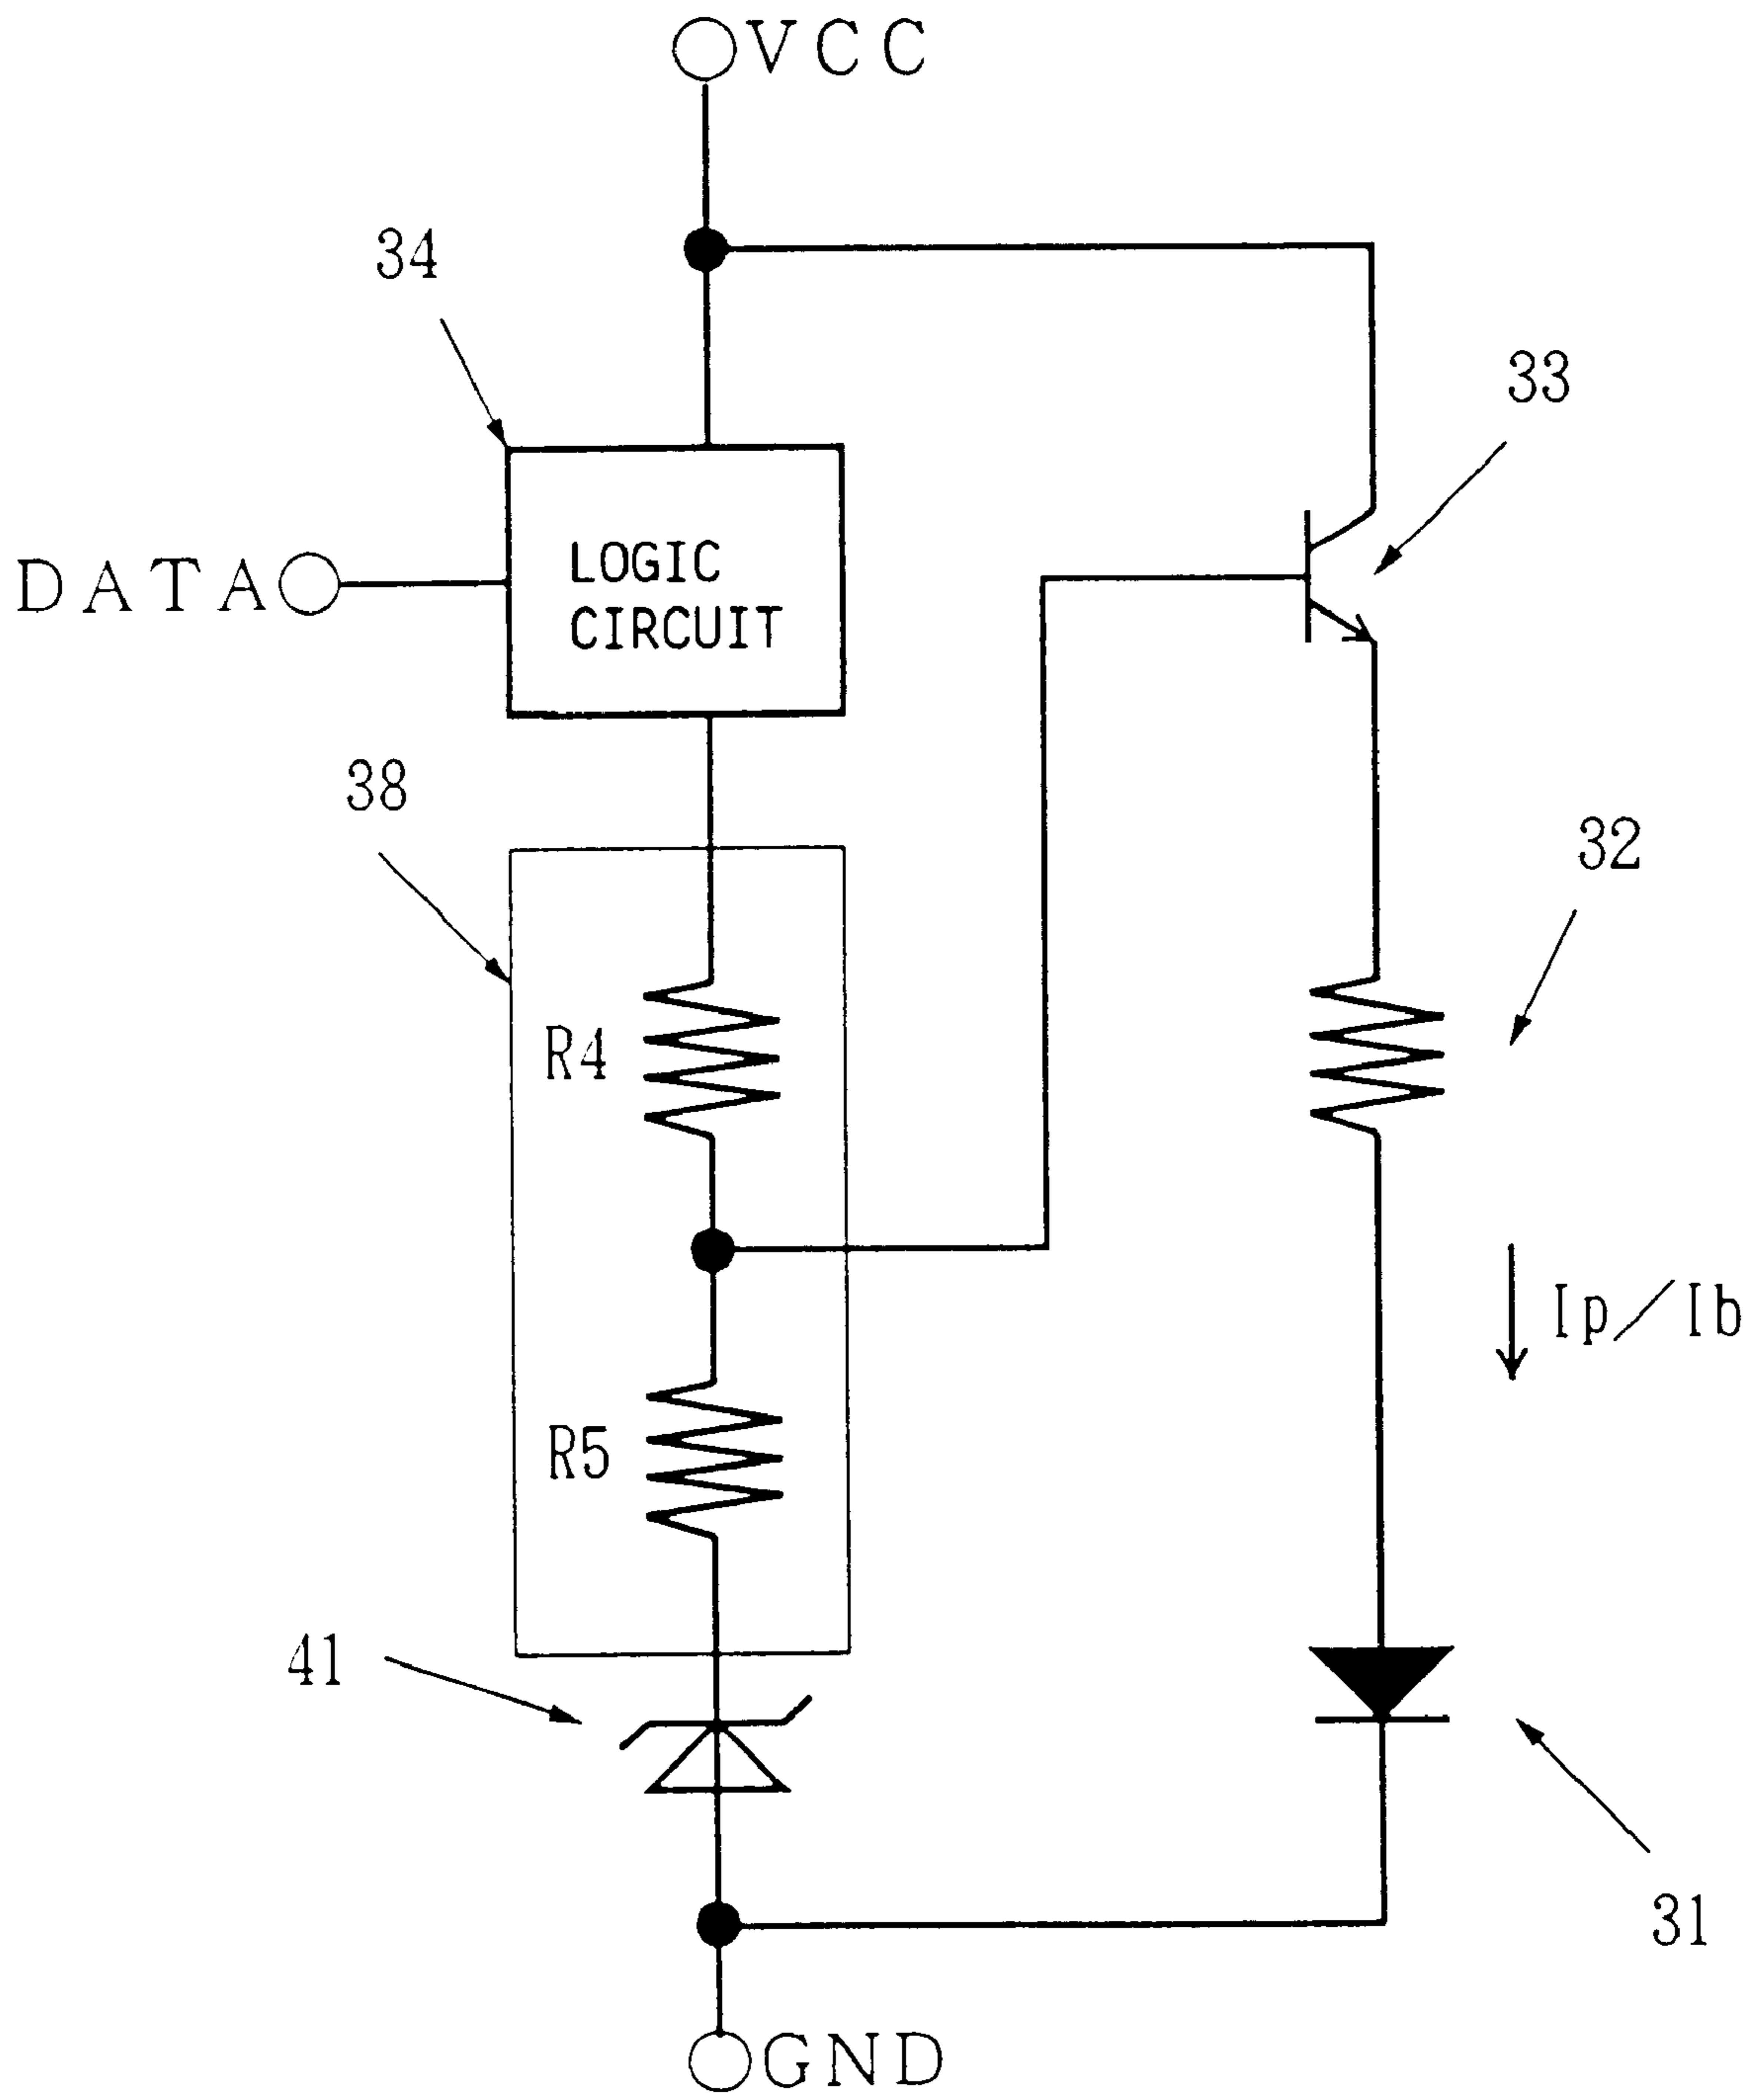 VCC
34
33
DATA
LOGIC
CIRCUIT
38
32
R4
Ip/Ib
R5
41
31
GND